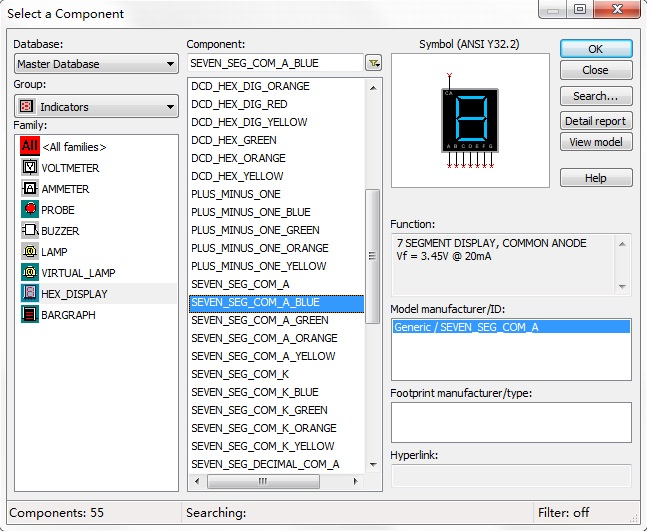 Select a Component
Database:
Master Database
Group:
Indicators
Family:
All <All families>
VOLTMETER
AMMETER
PROBE
BUZZER
LAMP
VIRTUAL_LAMP
HEX_DISPLAY
BARGRAPH
Component:
SEVEN_SEG_COM_A_BLUE
DCD_HEX_DIG_ORANGE
DCD_HEX_DIG_RED
DCD_HEX_DIG_YELLOW
DCD_HEX_GREEN
DCD_HEX_ORANGE
DCD_HEX_YELLOW
PLUS_MINUS_ONE
PLUS_MINUS_ONE_BLUE
PLUS_MINUS_ONE_GREEN
PLUS_MINUS_ONE_ORANGE
PLUS_MINUS_ONE_YELLOW
SEVEN_SEG_COM_A
SEVEN_SEG_COM_A_BLUE
SEVEN_SEG_COM_A_GREEN
SEVEN_SEG_COM_A_ORANGE
SEVEN_SEG_COM_A_YELLOW
SEVEN_SEG_COM_K
SEVEN_SEG_COM_K_BLUE
SEVEN_SEG_COM_K_GREEN
SEVEN_SEG_COM_K_ORANGE
SEVEN_SEG_COM_K_YELLOW
SEVEN_SEG_DECIMAL_COM_A
Symbol (ANSI Y32.2)
CA
A B C D E F G
Function:
7 SEGMENT DISPLAY, COMMON ANODE
Vf = 3.45V @ 20mA
Model manufacturer/ID:
Generic / SEVEN_SEG_COM_A
Footprint manufacturer/type:
Hyperlink:
OK
Close
Search...
Detail report
View model
Help
Components: 55
Searching:
Filter: off